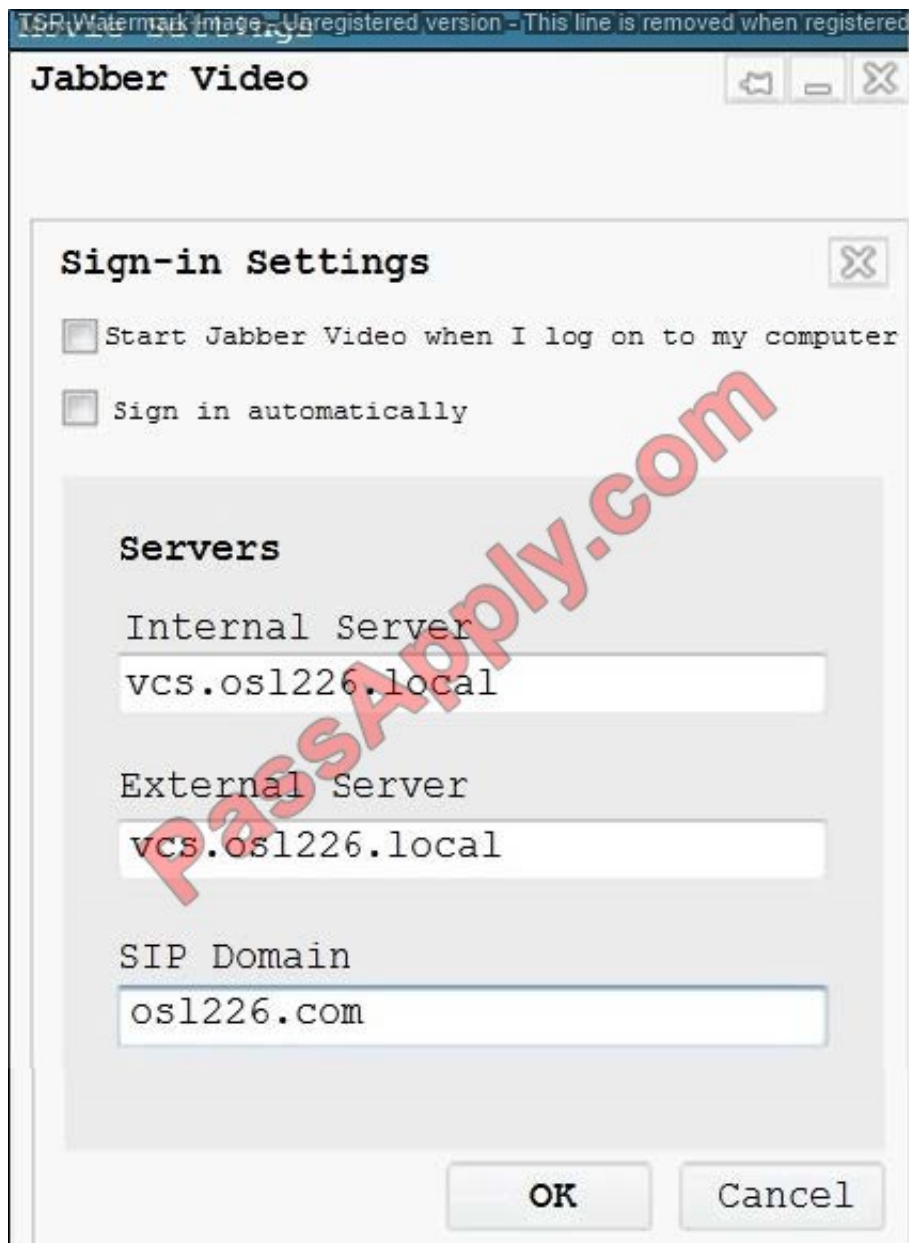 TSR Watermark Image - Unregistered version - This line is removed when registered
Movie Settings
Jabber Video
Sign-in Settings
Start Jabber Video when I log on to my computer
Sign in automatically
Servers
Internal Server
vcs.osl226.local
External Server
vcs.osl226.local
SIP Domain
osl226.com
OK
Cancel
PassApply.com